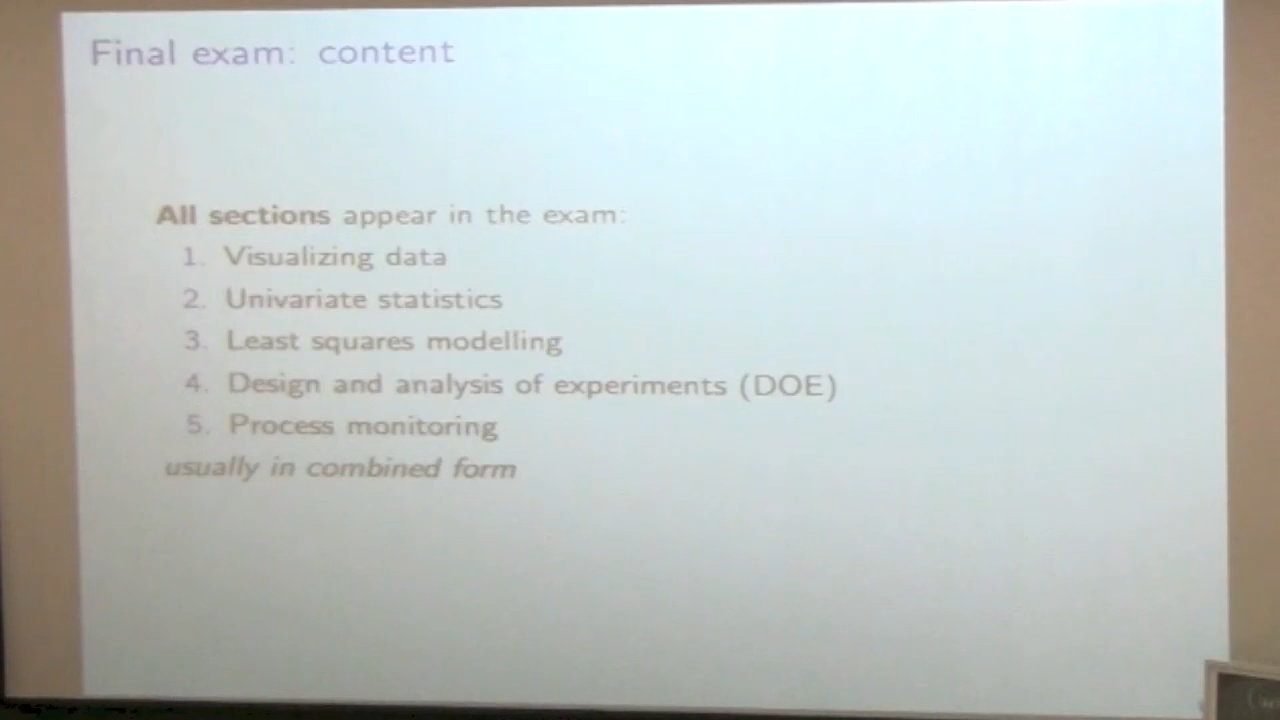 Final exam: content
All sections appear in the exam:
1. Visualizing data
2. Univariate statistics
3. Least squares modelling
4. Design and analysis of experiments (DOE)
5. Process monitoring
usually in combined form